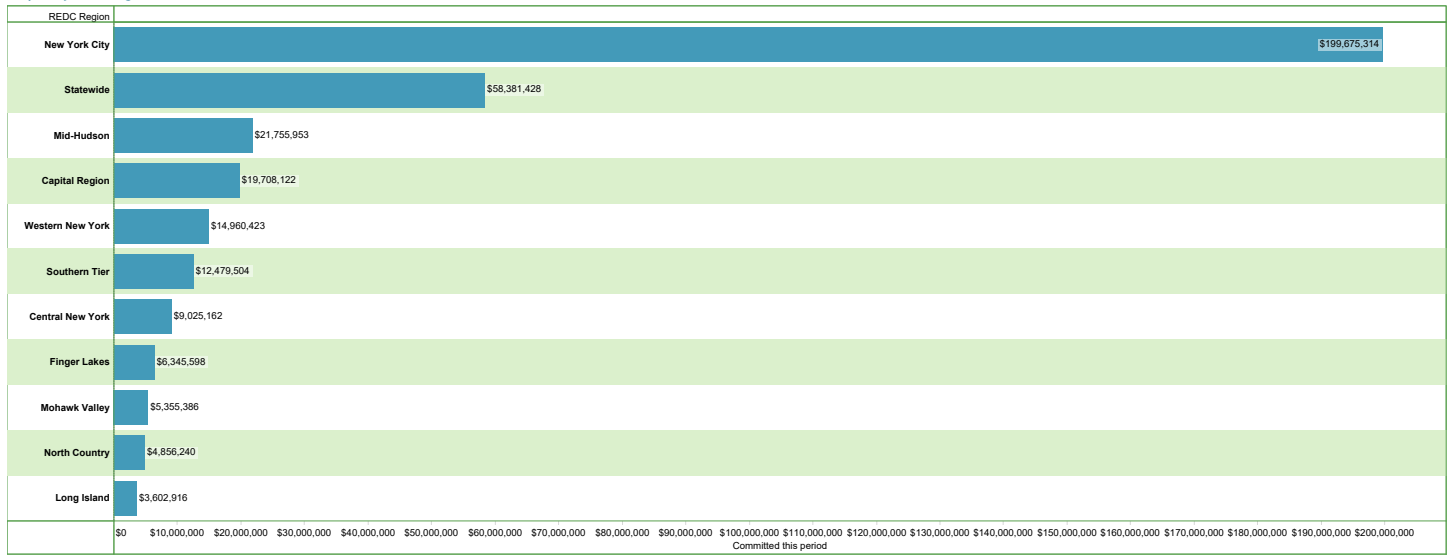 REDC Region
New York City $199,675,314
Statewide $58,381,428
Mid-Hudson $21,755,953
Capital Region $19,708,122
Western New York $14,960,423
Southern Tier $12,479,504
Central New York $9,025,162
Finger Lakes $6,345,598
Mohawk Valley $5,355,386
North Country $4,856,240
Long Island $3,602,916
$0 $10,000,000 $20,000,000 $30,000,000 $40,000,000 $50,000,000 $60,000,000 $70,000,000 $80,000,000 $90,000,000 $100,000,000 $110,000,000 $120,000,000 $130,000,000 $140,000,000 $150,000,000 $160,000,000 $170,000,000 $180,000,000 $190,000,000 $200,000,000
Committed this period